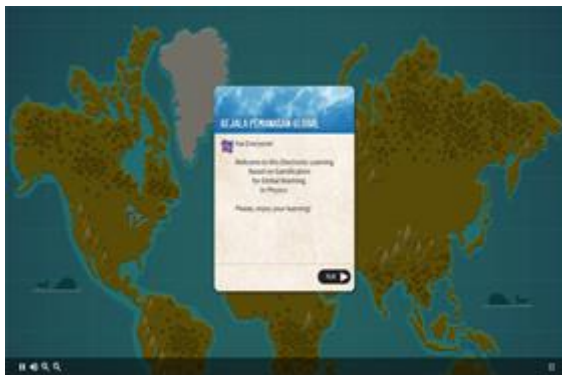 GEJALA PEMANASAN GLOBAL
Hai Everyone!
Welcome to this Electronic Learning
Based on Gamification
for Global Warming
in Physics
Please, enjoy your learning!